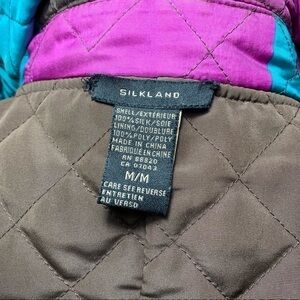 SILKLAND
SHELL/EXTÉRIEUR
100% SILK/SOIE
LINING/DOUBLURE
100% POLY/POLY
MADE IN CHINA
FABRIQUÉ EN CHINE
RN 88920
CA 07043
M/M
CARE SEE REVERSE
ENTRETIEN
AU VERSO